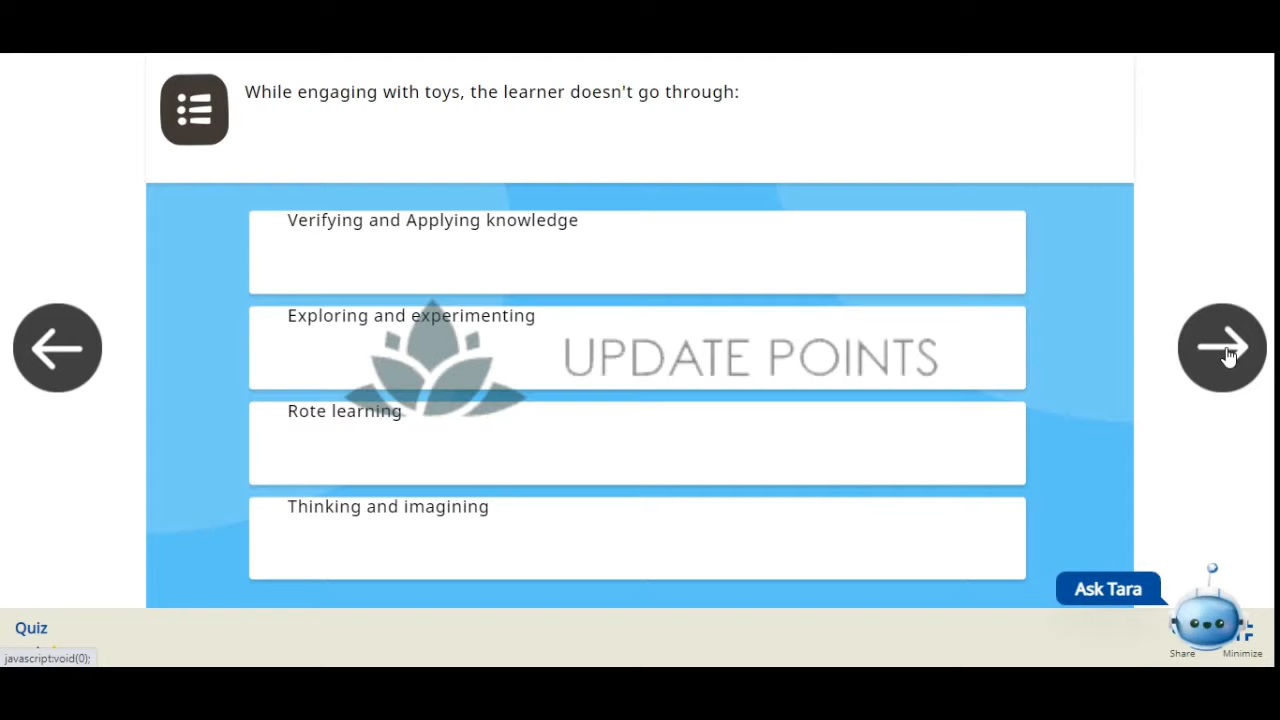 While engaging with toys, the learner doesn't go through:
Verifying and Applying knowledge
Exploring and experimenting
UPDATE POINTS
Rote learning
Thinking and imagining
Ask Tara
Quiz
javascript:void(0);
Share
Minimize